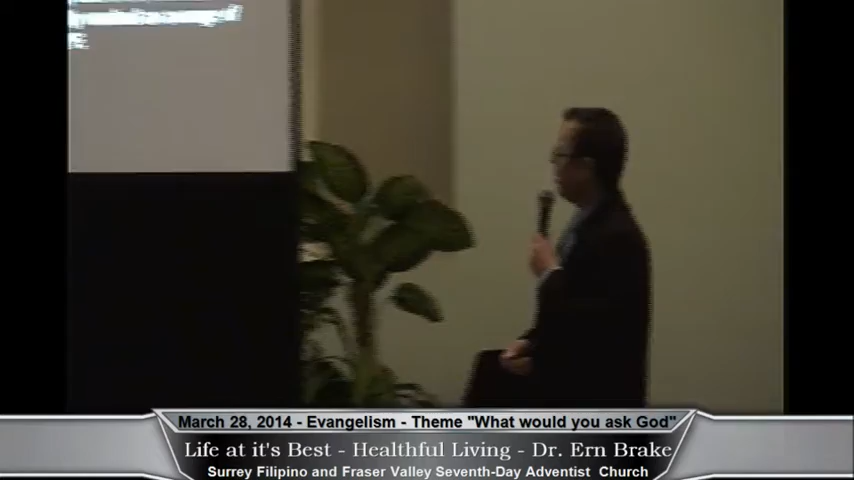 March 28, 2014 - Evangelism - Theme "What would you ask God"
Life at it's Best - Healthful Living - Dr. Ern Brake
Surrey Filipino and Fraser Valley Seventh-Day Adventist Church